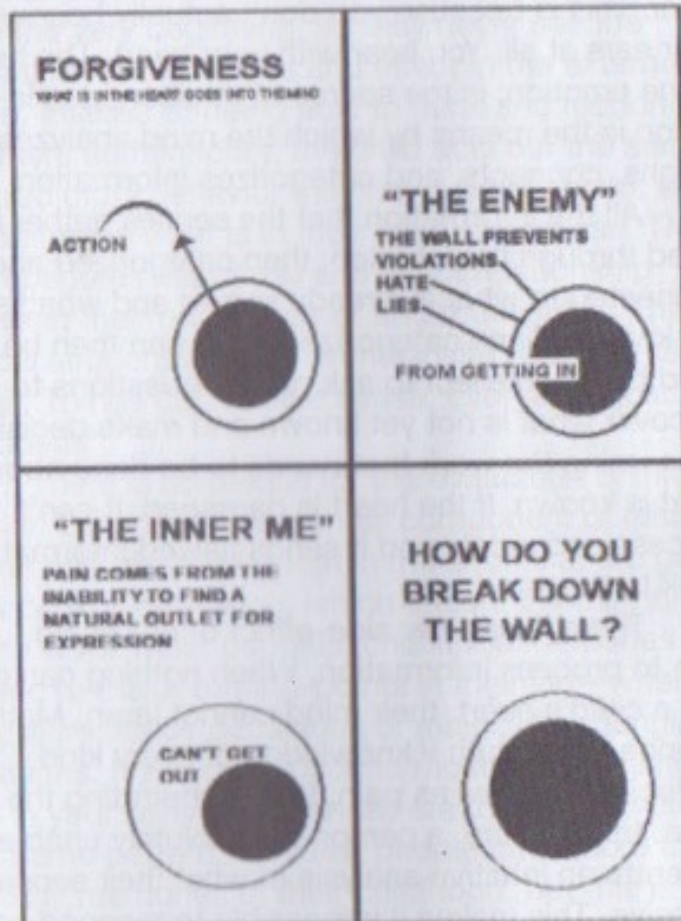 FORGIVENESS
WHAT IS IN THE HEART GOES INTO THE MIND
ACTION
"THE ENEMY"
THE WALL PREVENTS
VIOLATIONS
HATE
LIES
FROM GETTING IN
"THE INNER ME"
PAIN COMES FROM THE
INABILITY TO FIND A
NATURAL OUTLET FOR
EXPRESSION
CAN'T GET
OUT
HOW DO YOU
BREAK DOWN
THE WALL?